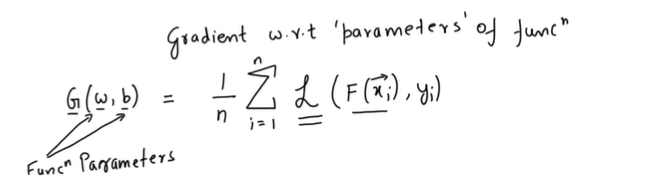 Gradient w.r.t 'parameters' of funcⁿ
G(ω, b) = 1/n Σ_{i=1}^{n} ℒ (F(x⃗ᵢ), yᵢ)
Funcⁿ Parameters